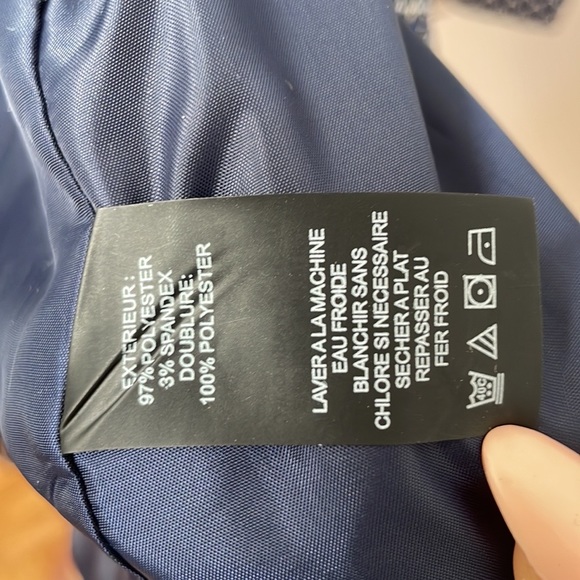 EXTERIEUR :
97% POLYESTER
3% SPANDEX
DOUBLURE:
100% POLYESTER
LAVER A LA MACHINE
EAU FROIDE
BLANCHIR SANS
CHLORE SI NECESSAIRE
SECHER A PLAT
REPASSER AU
FER FROID
40C